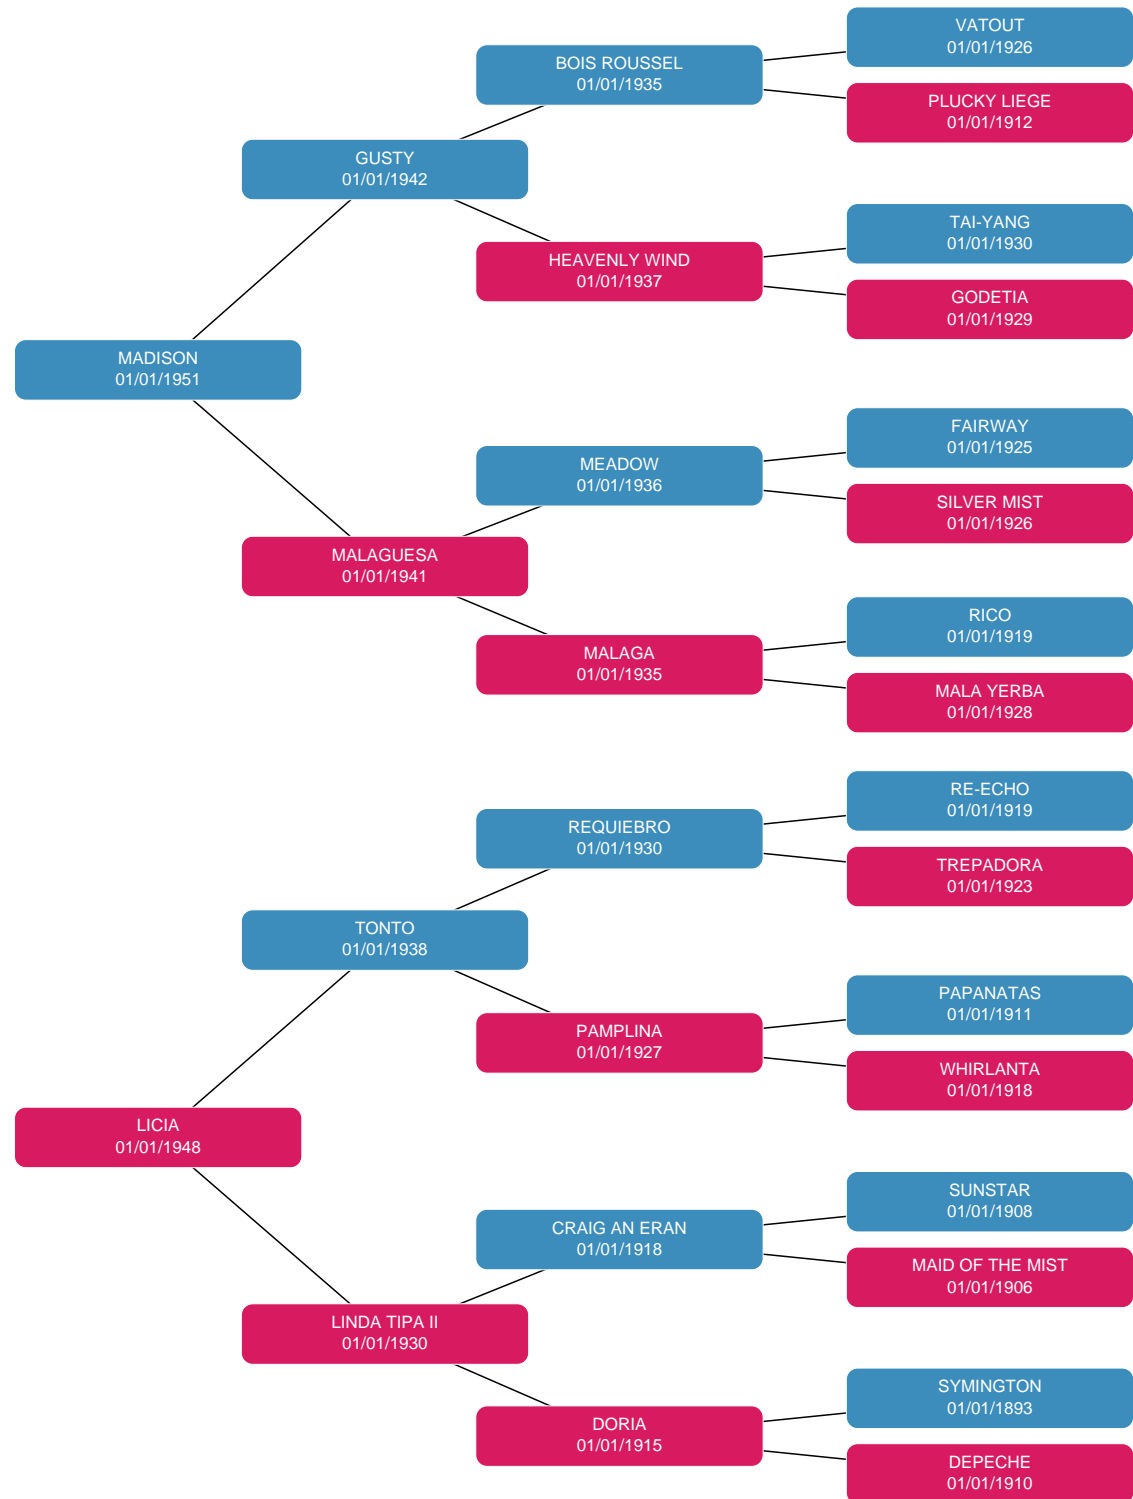 VATOUT
01/01/1926
BOIS ROUSSEL
01/01/1935
PLUCKY LIEGE
01/01/1912
GUSTY
01/01/1942
TAI-YANG
01/01/1930
HEAVENLY WIND
01/01/1937
GODETIA
01/01/1929
MADISON
01/01/1951
FAIRWAY
01/01/1925
MEADOW
01/01/1936
SILVER MIST
01/01/1926
MALAGUESA
01/01/1941
RICO
01/01/1919
MALAGA
01/01/1935
MALA YERBA
01/01/1928
RE-ECHO
01/01/1919
REQUIEBRO
01/01/1930
TREPADORA
01/01/1923
TONTO
01/01/1938
PAPANATAS
01/01/1911
PAMPLINA
01/01/1927
WHIRLANTA
01/01/1918
LICIA
01/01/1948
SUNSTAR
01/01/1908
CRAIG AN ERAN
01/01/1918
MAID OF THE MIST
01/01/1906
LINDA TIPA II
01/01/1930
SYMINGTON
01/01/1893
DORIA
01/01/1915
DEPECHE
01/01/1910